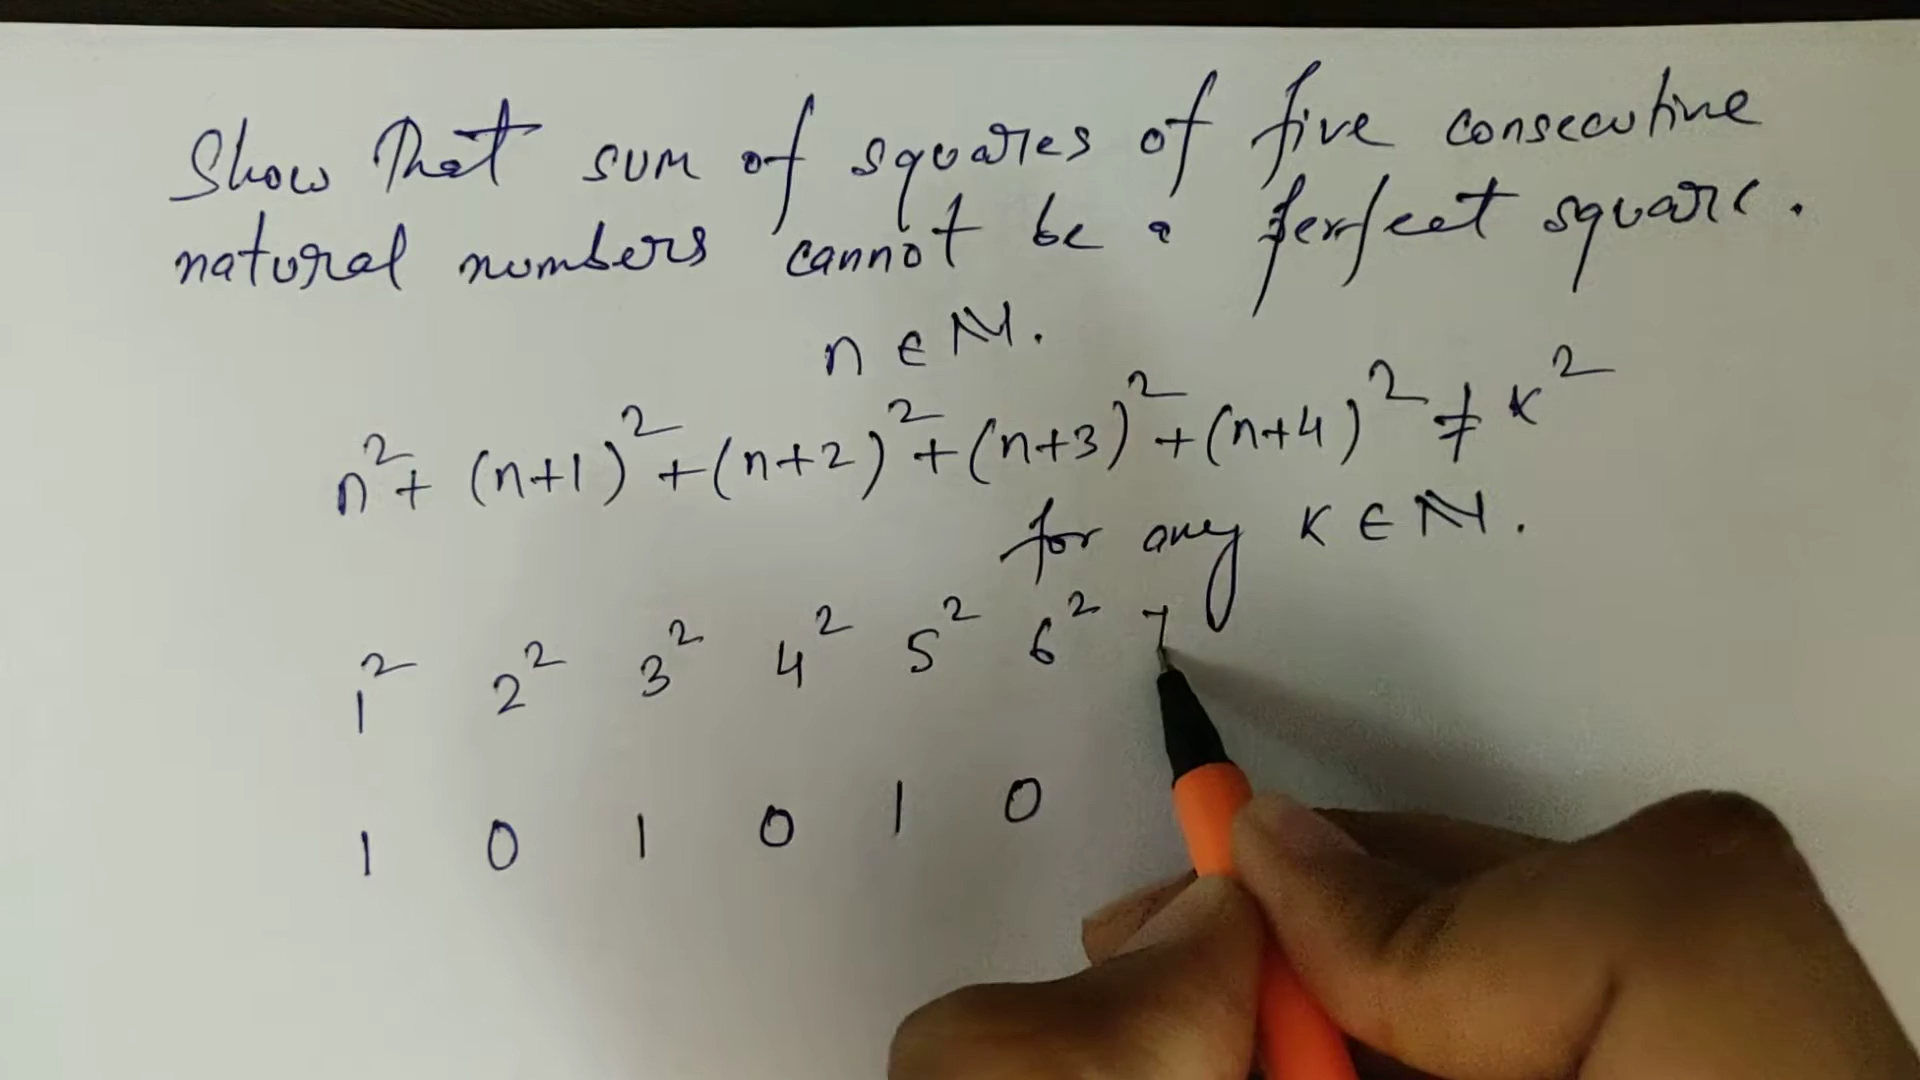 Show That sum of squares of five consecutive
natural numbers cannot be a perfect square.
n ∈ ℕ.
n² + (n+1)² + (n+2)² + (n+3)² + (n+4)² ≠ K²
for any K ∈ ℕ.
1² 2² 3² 4² 5² 6² 7
1 0 1 0 1 0